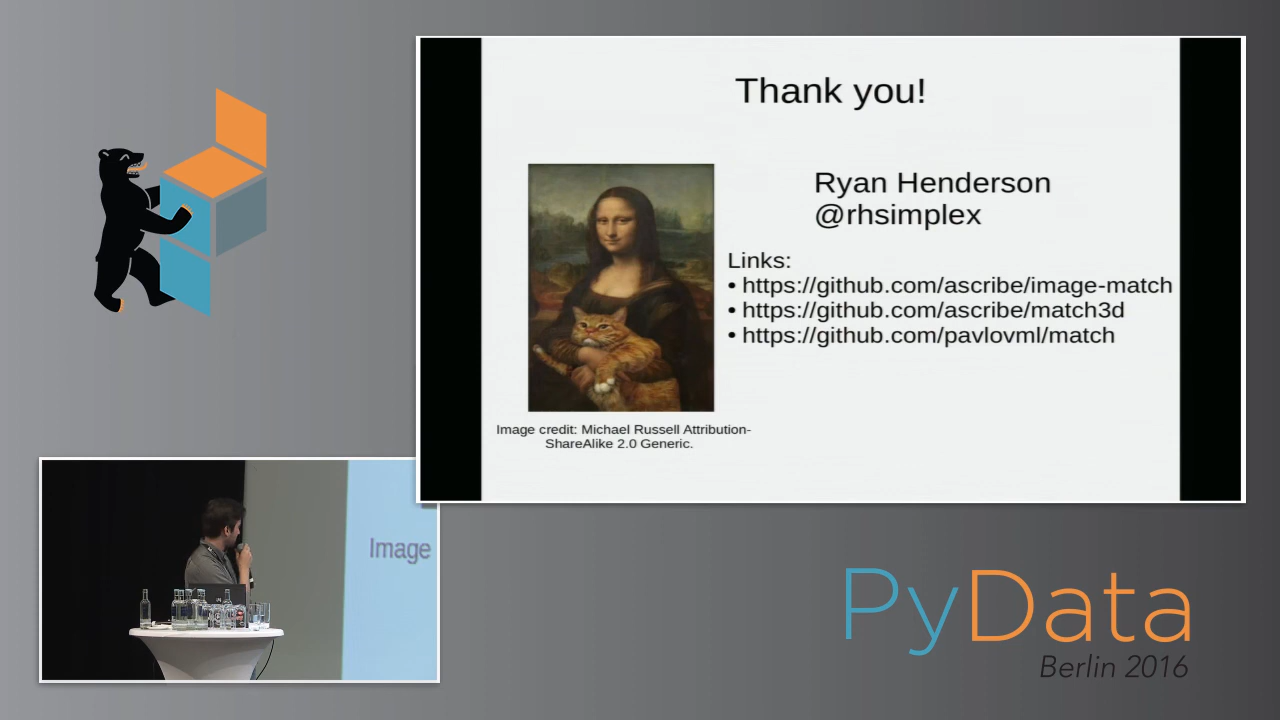 Thank you!
Ryan Henderson
@rhsimplex
Links:
• https://github.com/ascribe/image-match
• https://github.com/ascribe/match3d
• https://github.com/pavlovml/match
Image credit: Michael Russell Attribution-
ShareAlike 2.0 Generic.
Image
PyData
Berlin 2016